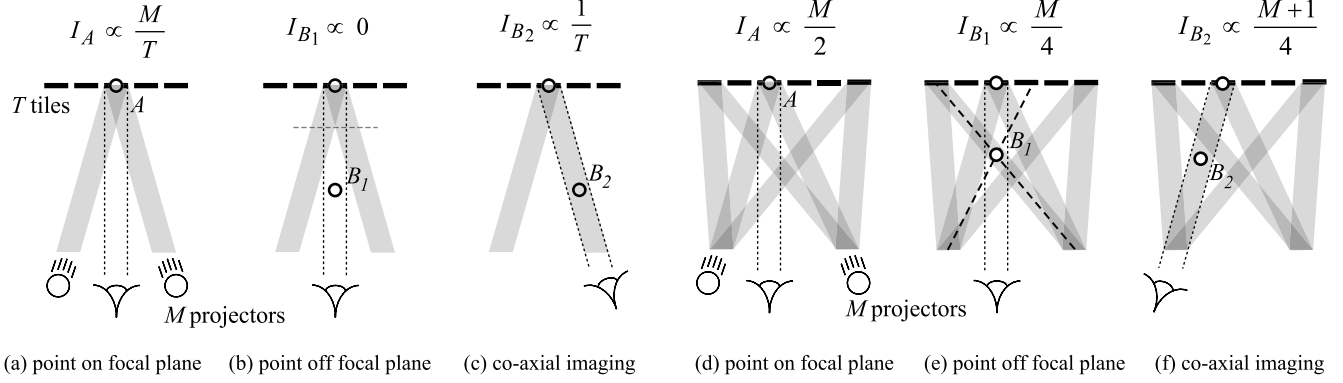 I_A ∝ M/T
I_{B_1} ∝ 0
I_{B_2} ∝ 1/T
I_A ∝ M/2
I_{B_1} ∝ M/4
I_{B_2} ∝ (M+1)/4
T tiles
A
B_1
B_2
A
B_1
B_2
M projectors
M projectors
(a) point on focal plane
(b) point off focal plane
(c) co-axial imaging
(d) point on focal plane
(e) point off focal plane
(f) co-axial imaging